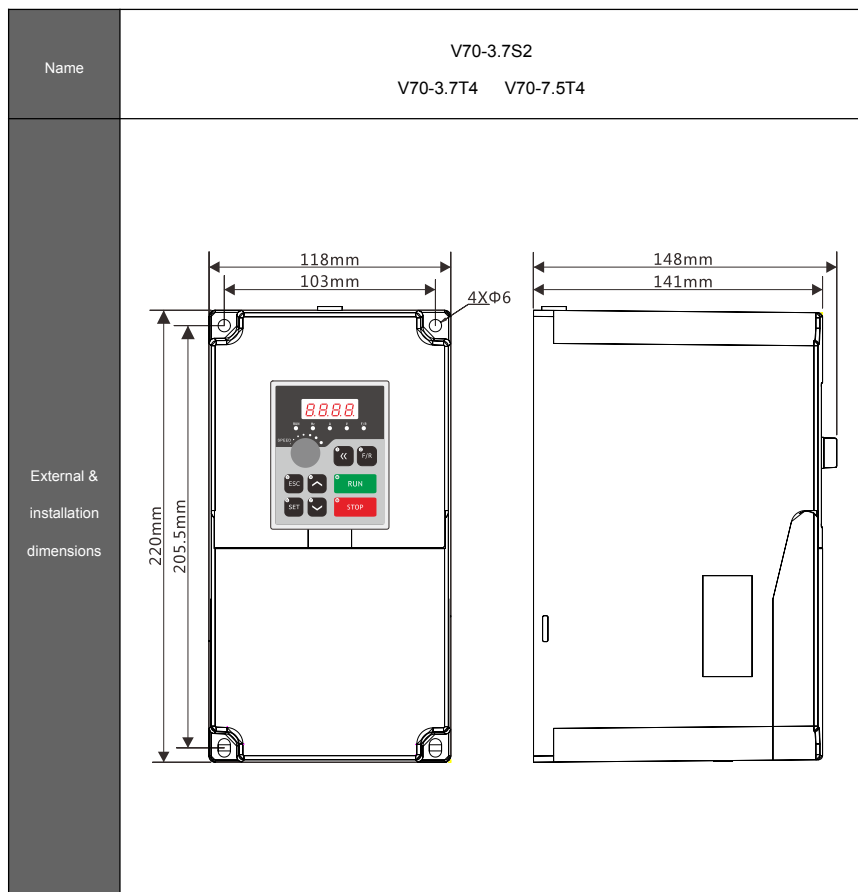 Name
V70-3.7S2
V70-3.7T4 V70-7.5T4
External &
installation
dimensions
118mm
103mm
4XΦ6
148mm
141mm
220mm
205.5mm
8.8.8.8.
SPEED
«
F/R
ESC
RUN
SET
STOP